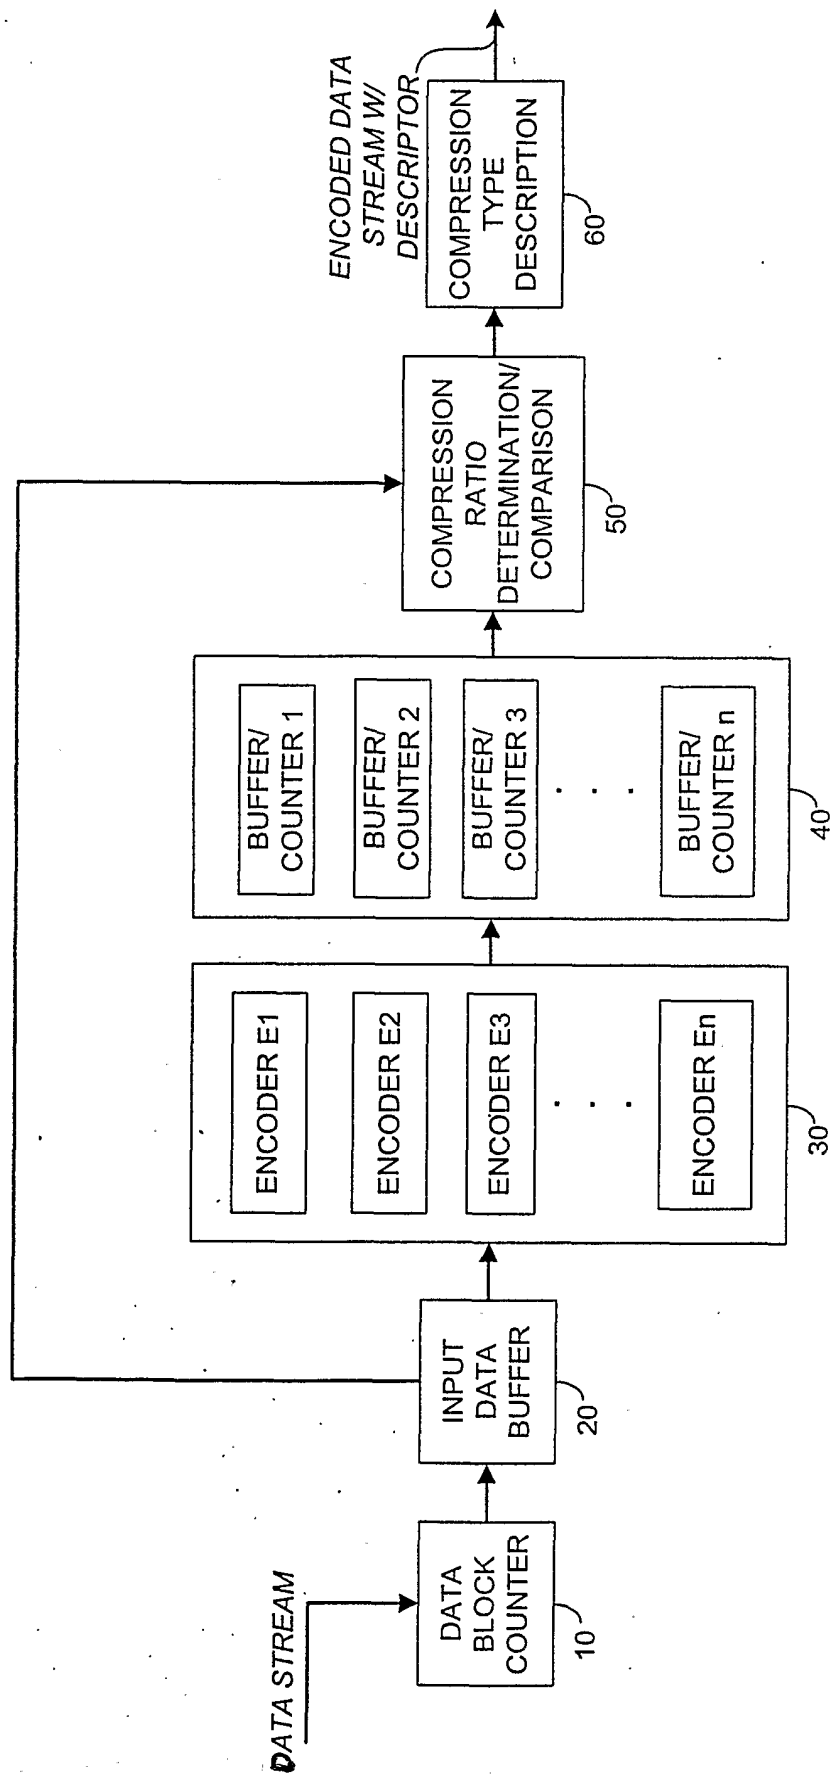 DATA STREAM
DATA
BLOCK
COUNTER
10
INPUT
DATA
BUFFER
20
ENCODER E1
ENCODER E2
ENCODER E3
. . .
ENCODER En
30
BUFFER/
COUNTER 1
BUFFER/
COUNTER 2
BUFFER/
COUNTER 3
. . .
BUFFER/
COUNTER n
40
COMPRESSION
RATIO
DETERMINATION/
COMPARISON
50
COMPRESSION
TYPE
DESCRIPTION
60
ENCODED DATA
STREAM W/
DESCRIPTOR